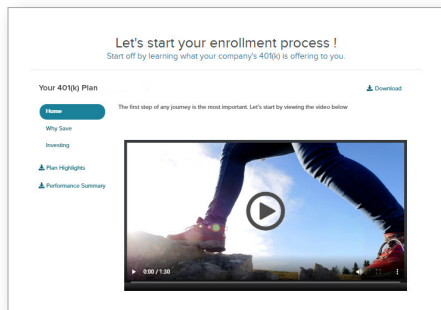 Let's start your enrollment process !
Start off by learning what your company's 401(k) is offering to you.
Your 401(k) Plan
Download
Home
The first step of any journey is the most important. Let's start by viewing the video below
Why Save
Investing
Plan Highlights
Performance Summary
0:00 / 1:30